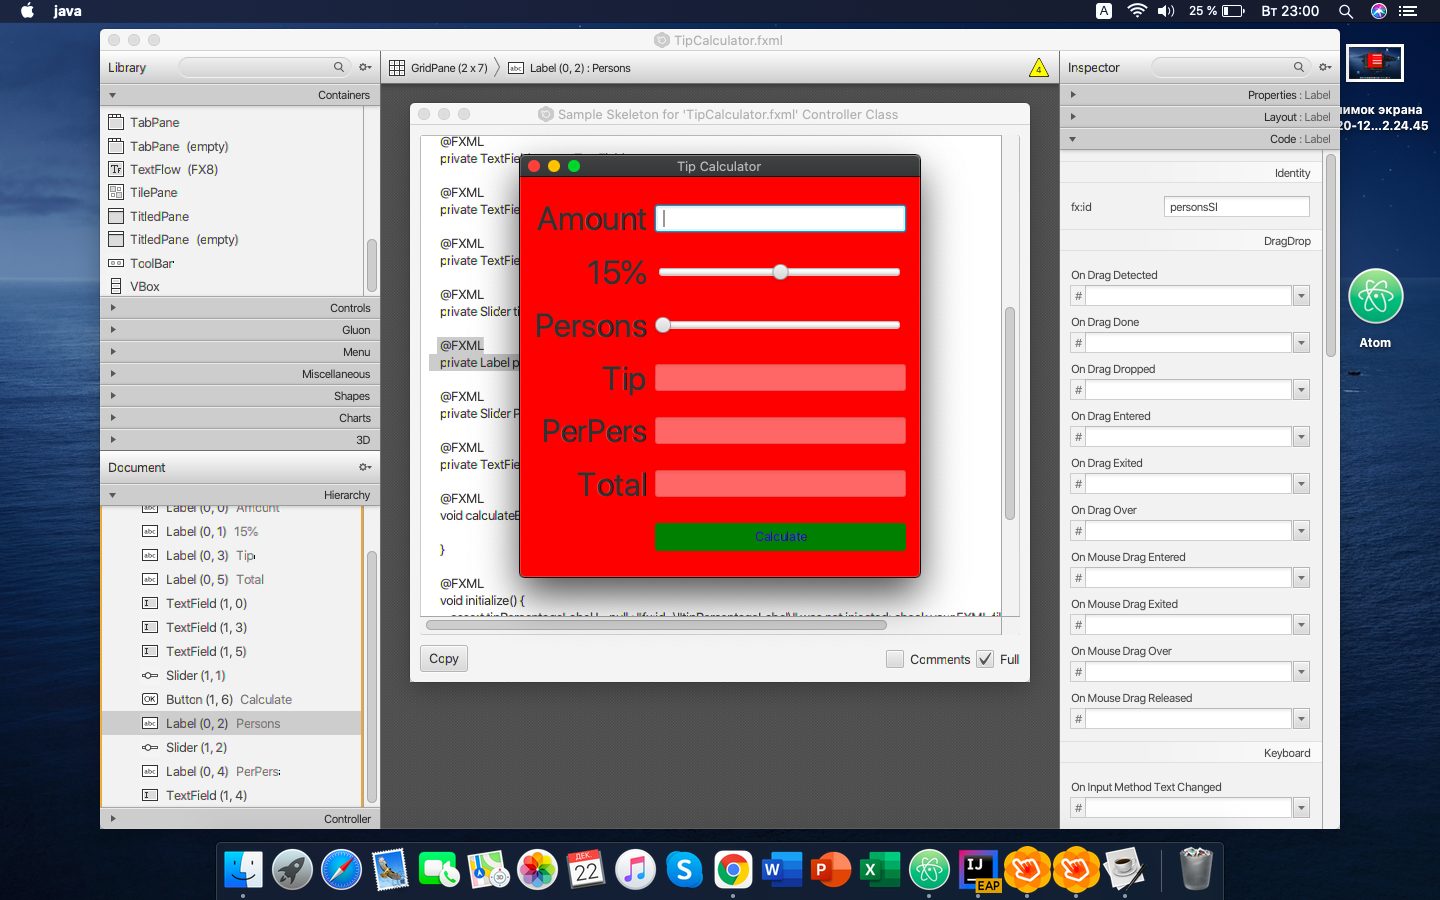 java
A
25 %
Вт 23:00
TipCalculator.fxml
Library
GridPane (2 x 7)
Label (0, 2) : Persons
4
Inspector
Containers
TabPane
TabPane (empty)
TextFlow (FX8)
TilePane
TitledPane
TitledPane (empty)
ToolBar
VBox
Controls
Gluon
Menu
Miscellaneous
Shapes
Charts
3D
Document
Hierarchy
Label (0, 0) Amount
Label (0, 1) 15%
Label (0, 3) Tip
Label (0, 5) Total
TextField (1, 0)
TextField (1, 3)
TextField (1, 5)
Slider (1, 1)
Button (1, 6) Calculate
Label (0, 2) Persons
Slider (1, 2)
Label (0, 4) PerPers
TextField (1, 4)
Controller
Sample Skeleton for 'TipCalculator.fxml' Controller Class
@FXML
private TextField
@FXML
private TextF
@FXML
private TextF
@FXML
private Slider ti
@FXML
private Label p
@FXML
private Slider P
@FXML
private TextF
@FXML
void calculateB
}
@FXML
void initialize() {
Copy
Comments
Full
Tip Calculator
Amount
15%
Persons
Tip
PerPers
Total
Calculate
Properties : Label
Layout : Label
Code : Label
Identity
fx:id
personsSl
DragDrop
On Drag Detected
#
On Drag Done
#
On Drag Dropped
#
On Drag Entered
#
On Drag Exited
#
On Drag Over
#
On Mouse Drag Entered
#
On Mouse Drag Exited
#
On Mouse Drag Over
#
On Mouse Drag Released
#
Keyboard
On Input Method Text Changed
#
имок экрана
20-12...2.24.45
Atom
ДЕК.
22
3D
S
W
P
X
IJ
EAP